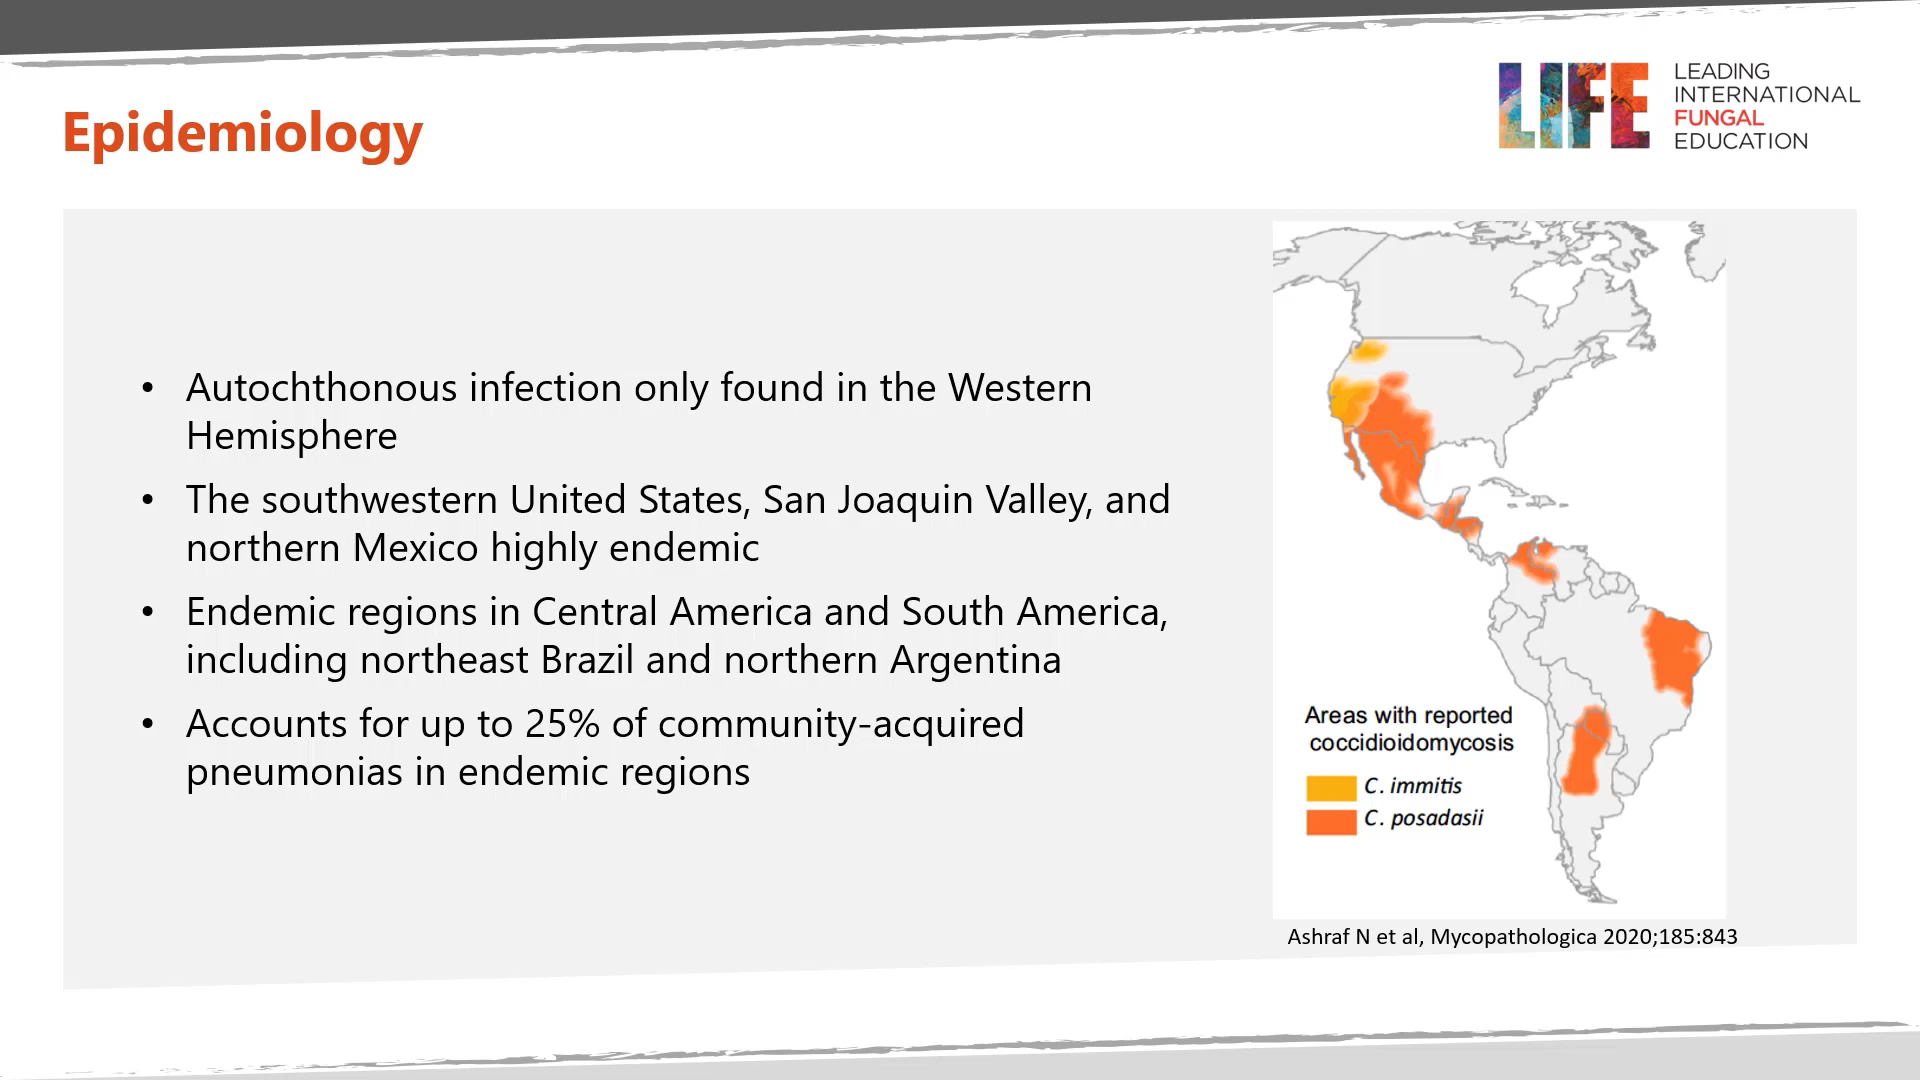 LIFE
LEADING
INTERNATIONAL
FUNGAL
EDUCATION
Epidemiology
• Autochthonous infection only found in the Western
Hemisphere
• The southwestern United States, San Joaquin Valley, and
northern Mexico highly endemic
• Endemic regions in Central America and South America,
including northeast Brazil and northern Argentina
• Accounts for up to 25% of community-acquired
pneumonias in endemic regions
Areas with reported
coccidioidomycosis
C. immitis
C. posadasii
Ashraf N et al, Mycopathologica 2020;185:843